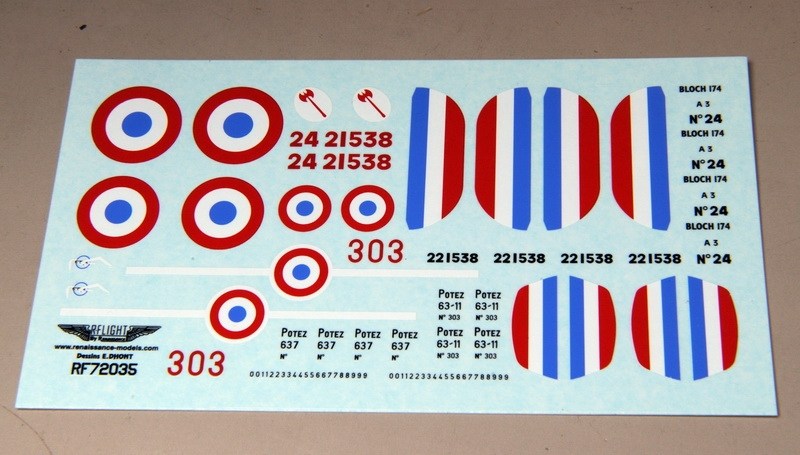 24 21538
24 21538
303
BLOCH 174
A 3
N° 24
BLOCH 174
A 3
N° 24
BLOCH 174
A 3
N° 24
BLOCH 174
A 3
N° 24
221538 221538 221538 221538
POTEZ POTEZ
63-11 63-11
N° 303 N° 303
POTEZ POTEZ
63-11 63-11
N° 303 N° 303
POTEZ POTEZ POTEZ POTEZ
637 637 637 637
N° N° N° N°
RFLIGHT
www.renaissance-models.com
Dessins E.DHONT
RF72035
303
00112233445566778899 9
00112233445566778899 9